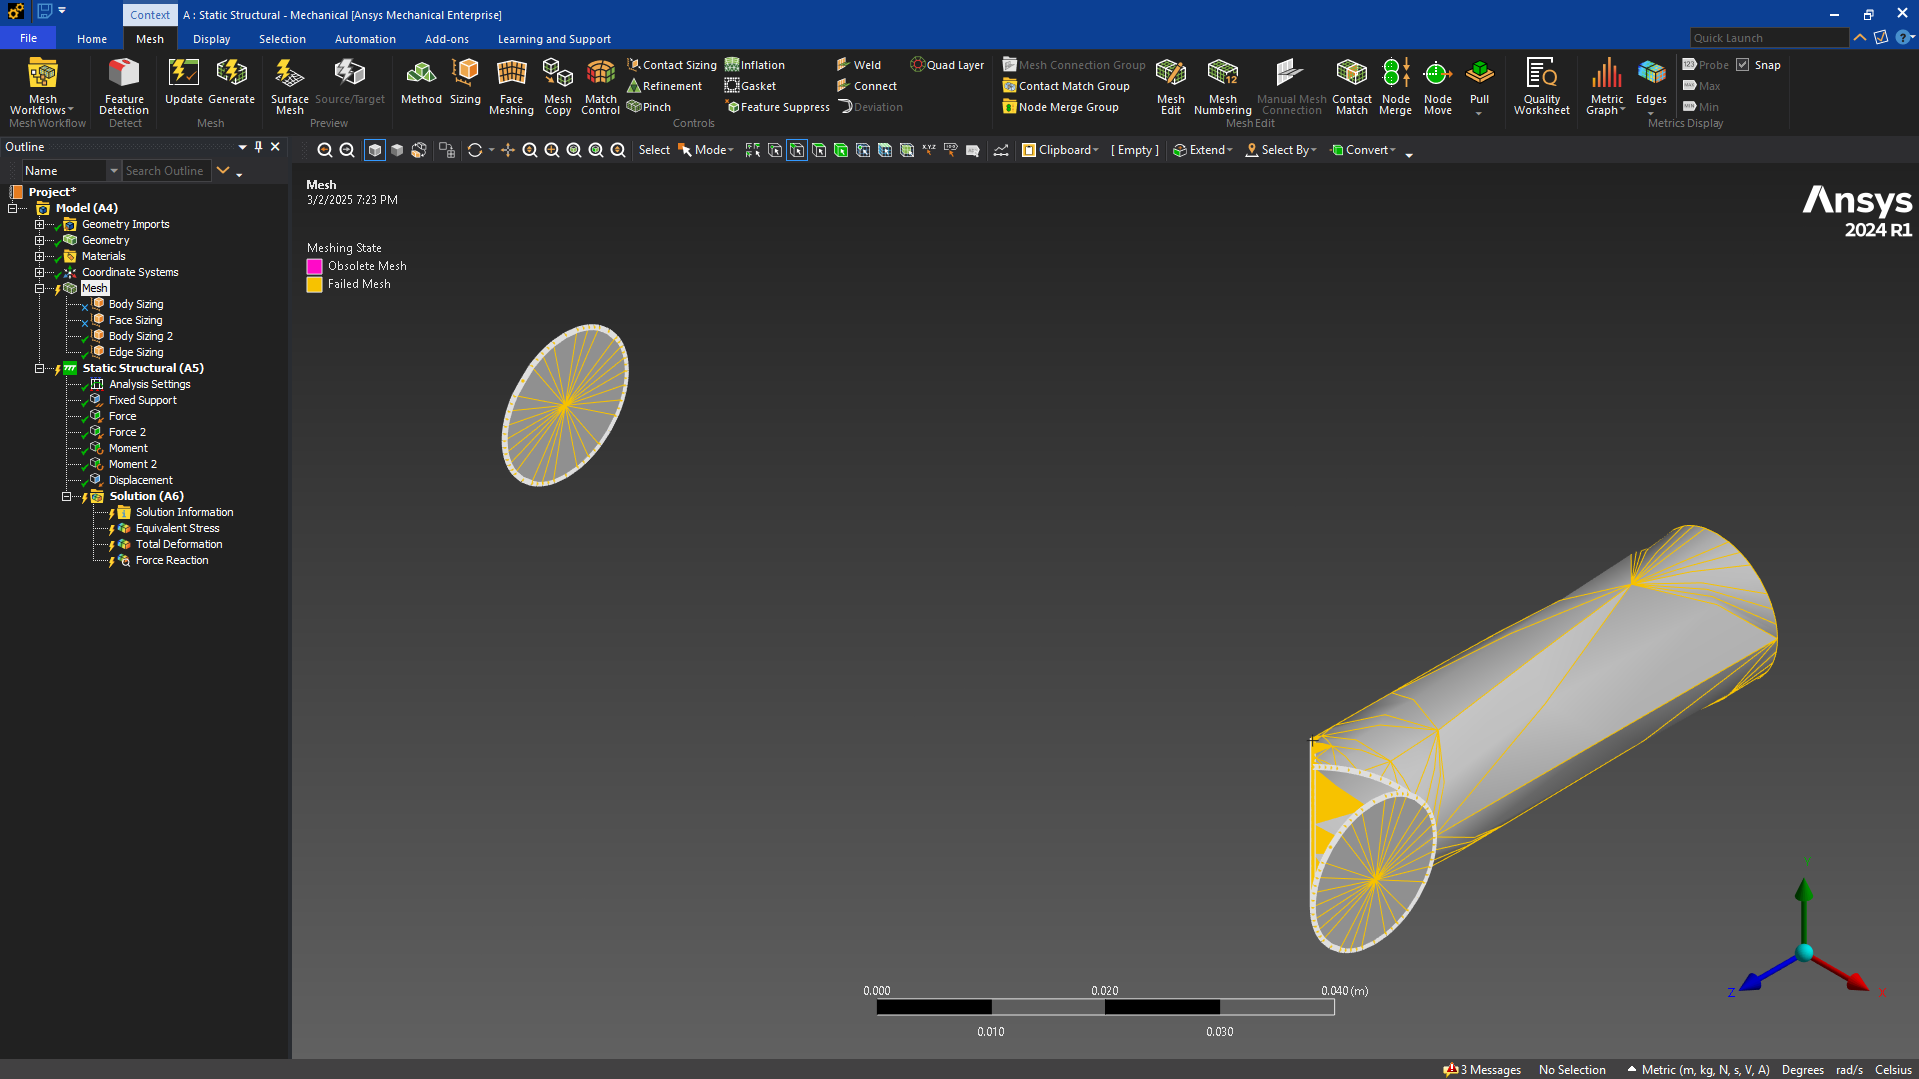 Context
A : Static Structural - Mechanical [Ansys Mechanical Enterprise]
File Home Mesh Display Selection Automation Add-ons Learning and Support
Quick Launch
Mesh Workflows
Mesh Workflow
Feature Detection
Detect
Update Generate
Mesh
Surface Mesh
Source/Target
Preview
Method Sizing Face Meshing Mesh Copy Match Control
Contact Sizing
Refinement
Pinch
Inflation
Gasket
Feature Suppress
Weld
Connect
Deviation
Quad Layer
Controls
Mesh Connection Group
Contact Match Group
Node Merge Group
Mesh Edit
Mesh Numbering
Manual Mesh Connection
Contact Match
Node Merge
Node Move
Pull
Mesh Edit
Quality Worksheet
Metric Graph
Edges
Probe
Max
Min
Snap
Metrics Display
Outline
Select Mode Clipboard [ Empty ] Extend Select By Convert
Name Search Outline
Project*
Model (A4)
Geometry Imports
Geometry
Materials
Coordinate Systems
Mesh
Body Sizing
Face Sizing
Body Sizing 2
Edge Sizing
Static Structural (A5)
Analysis Settings
Fixed Support
Force
Force 2
Moment
Moment 2
Displacement
Solution (A6)
Solution Information
Equivalent Stress
Total Deformation
Force Reaction
Mesh
3/2/2025 7:23 PM
Meshing State
Obsolete Mesh
Failed Mesh
Ansys
2024 R1
Y
Z
X
0.000 0.020 0.040 (m)
0.010 0.030
3 Messages No Selection Metric (m, kg, N, s, V, A) Degrees rad/s Celsius